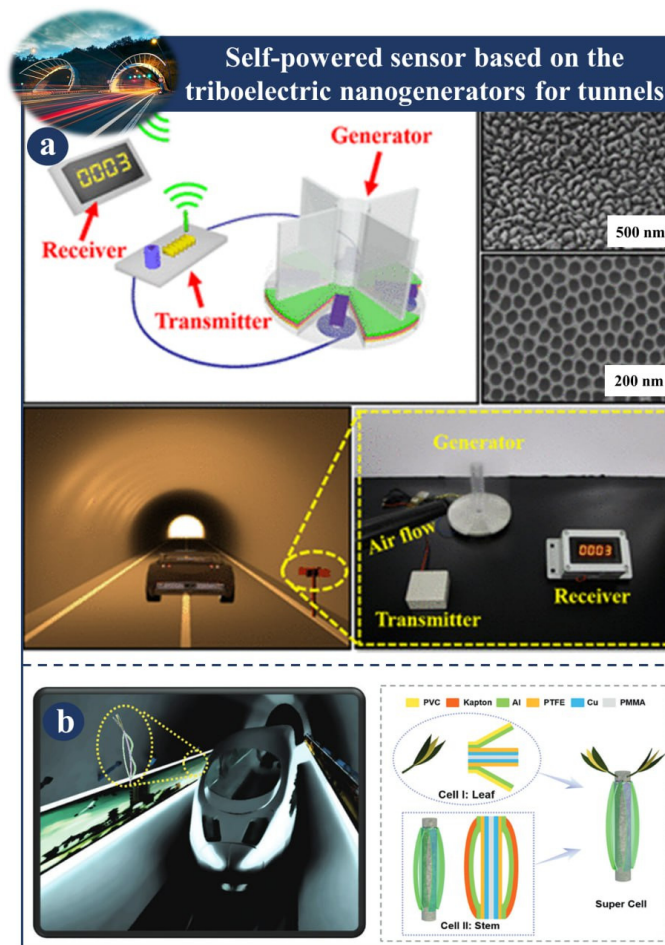 Self-powered sensor based on the
triboelectric nanogenerators for tunnels
a
Generator
0003
Receiver
Transmitter
500 nm
200 nm
Generator
Air flow
0003
Transmitter
Receiver
b
PVC Kapton Al PTFE Cu PMMA
Cell I: Leaf
Cell II: Stem
Super Cell